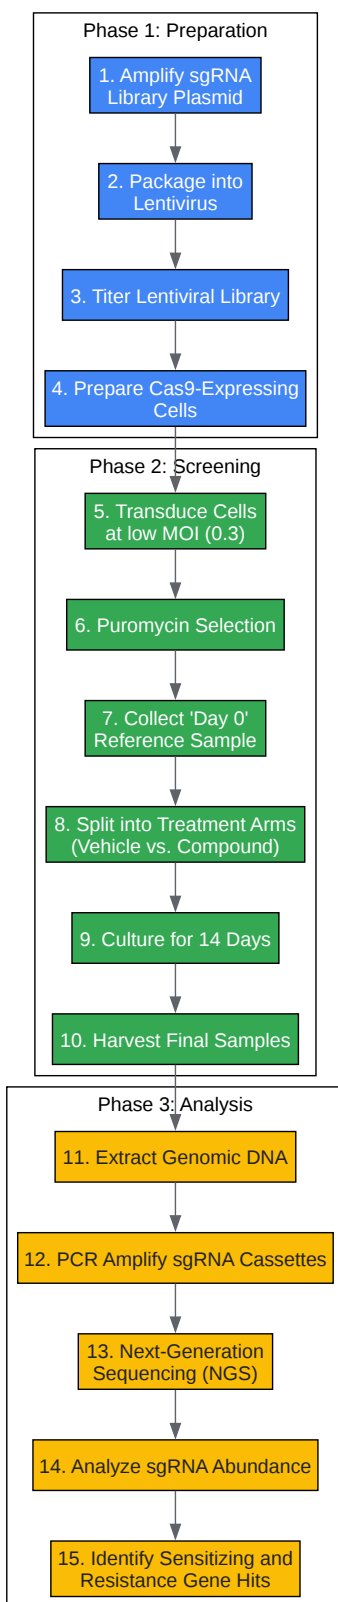 Phase 1: Preparation
1. Amplify sgRNA
Library Plasmid
2. Package into
Lentivirus
3. Titer Lentiviral Library
4. Prepare Cas9-Expressing
Cells
Phase 2: Screening
5. Transduce Cells
at low MOI (0.3)
6. Puromycin Selection
7. Collect 'Day 0'
Reference Sample
8. Split into Treatment Arms
(Vehicle vs. Compound)
9. Culture for 14 Days
10. Harvest Final Samples
Phase 3: Analysis
11. Extract Genomic DNA
12. PCR Amplify sgRNA Cassettes
13. Next-Generation
Sequencing (NGS)
14. Analyze sgRNA Abundance
15. Identify Sensitizing and
Resistance Gene Hits